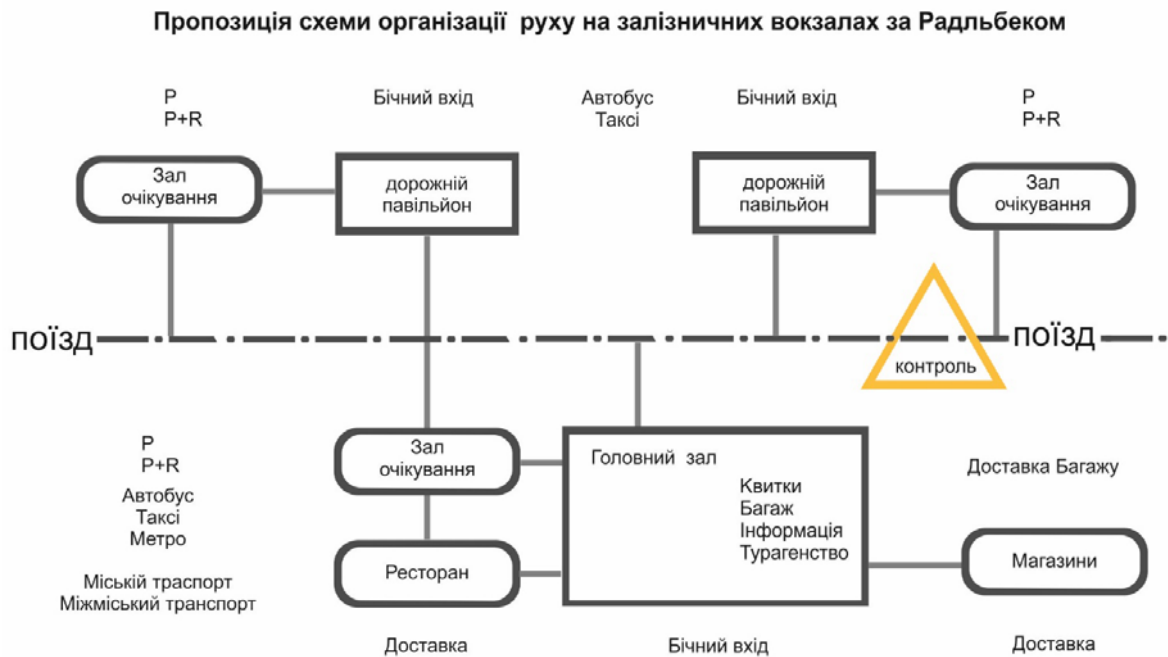 Пропозиція схеми організації руху на залізничних вокзалах за Радльбеком
P
P+R
Бічний вхід
Автобус
Таксі
Бічний вхід
P
P+R
Зал
очікування
дорожній
павільйон
дорожній
павільйон
Зал
очікування
поїзд
поїзд
контроль
P
P+R
Автобус
Таксі
Метро
Міській траспорт
Міжміський транспорт
Зал
очікування
Ресторан
Головний зал
Квитки
Багаж
Інформація
Турагенство
Доставка Багажу
Магазини
Доставка
Бічний вхід
Доставка